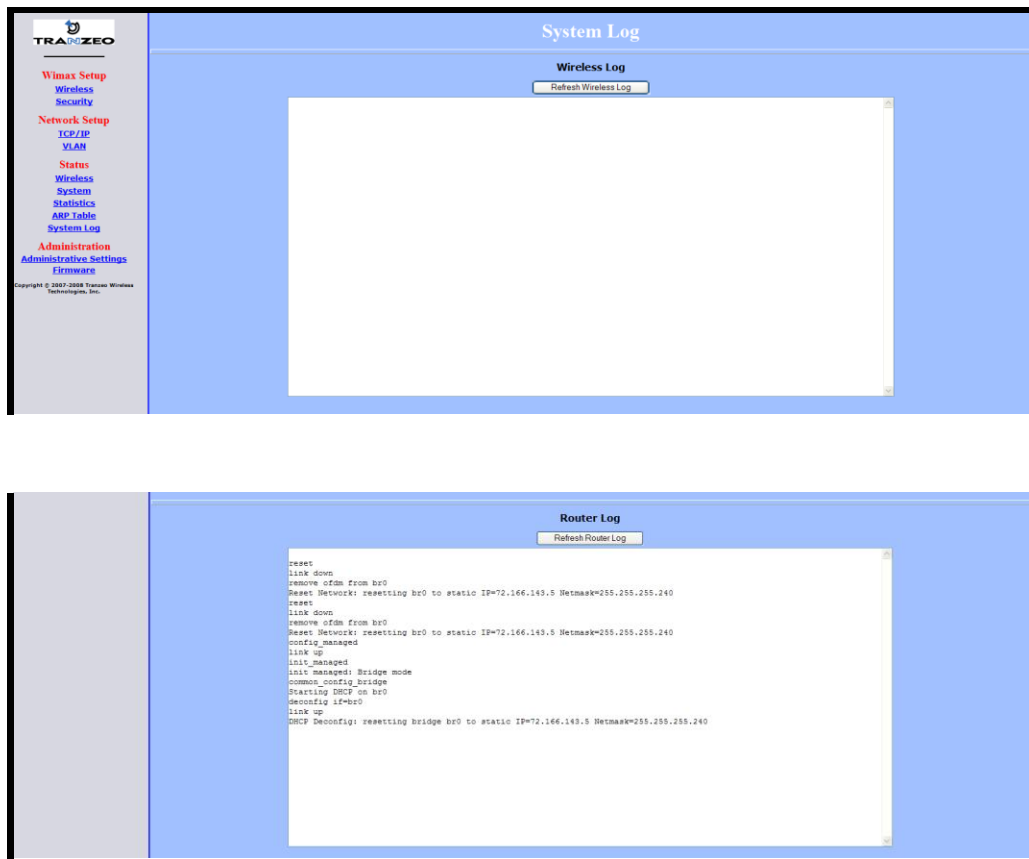 TRANZEO
System Log
Wimax Setup
Wireless
Security
Network Setup
TCP/IP
VLAN
Status
Wireless
System
Statistics
ARP Table
System Log
Administration
Administrative Settings
Firmware
Copyright © 2007-2008 Tranzeo Wireless
Technologies, Inc.
Wireless Log
Refresh Wireless Log
Router Log
Refresh Router Log
reset
link down
remove ofdm from br0
Reset Network: resetting br0 to static IP=72.166.143.5 Netmask=255.255.255.240
reset
link down
remove ofdm from br0
Reset Network: resetting br0 to static IP=72.166.143.5 Netmask=255.255.255.240
config_managed
link up
init_managed
init managed: Bridge mode
common_config_bridge
Starting DHCP on br0
deconfig if=br0
link up
DHCP Deconfig: resetting bridge br0 to static IP=72.166.143.5 Netmask=255.255.255.240